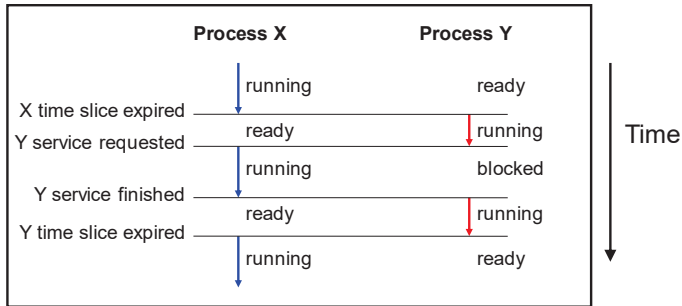 Process X Process Y
running ready
X time slice expired
ready running
Y service requested
running blocked
Y service finished
ready running
Y time slice expired
running ready
Time